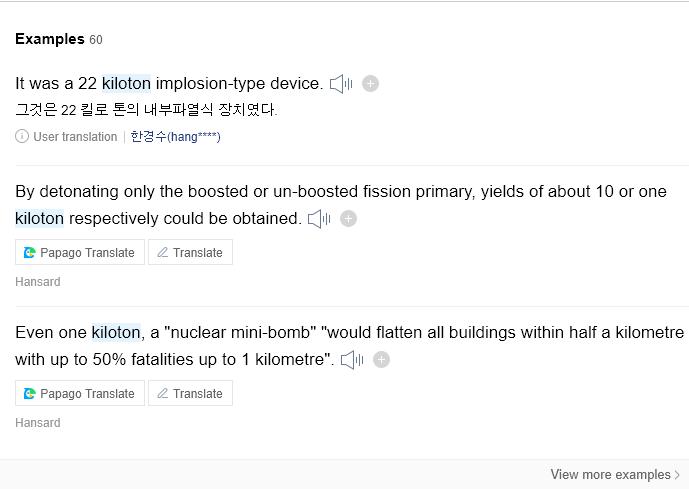 Examples 60
It was a 22 kiloton implosion-type device.
그것은 22 킬로 톤의 내부파열식 장치였다.
User translation | 한경수(hang****)
By detonating only the boosted or un-boosted fission primary, yields of about 10 or one
kiloton respectively could be obtained.
Papago Translate Translate
Hansard
Even one kiloton, a "nuclear mini-bomb" "would flatten all buildings within half a kilometre
with up to 50% fatalities up to 1 kilometre".
Papago Translate Translate
Hansard
View more examples